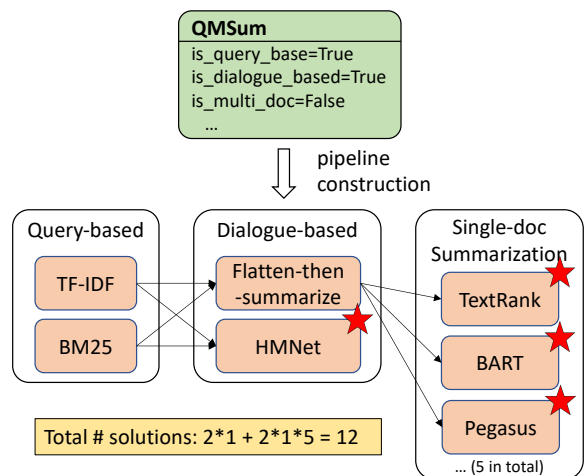 QMSum
is_query_base=True
is_dialogue_based=True
is_multi_doc=False
...
pipeline
construction
Query-based
TF-IDF
BM25
Dialogue-based
Flatten-then
-summarize
HMNet
Single-doc
Summarization
TextRank
BART
Pegasus
... (5 in total)
Total # solutions: 2*1 + 2*1*5 = 12